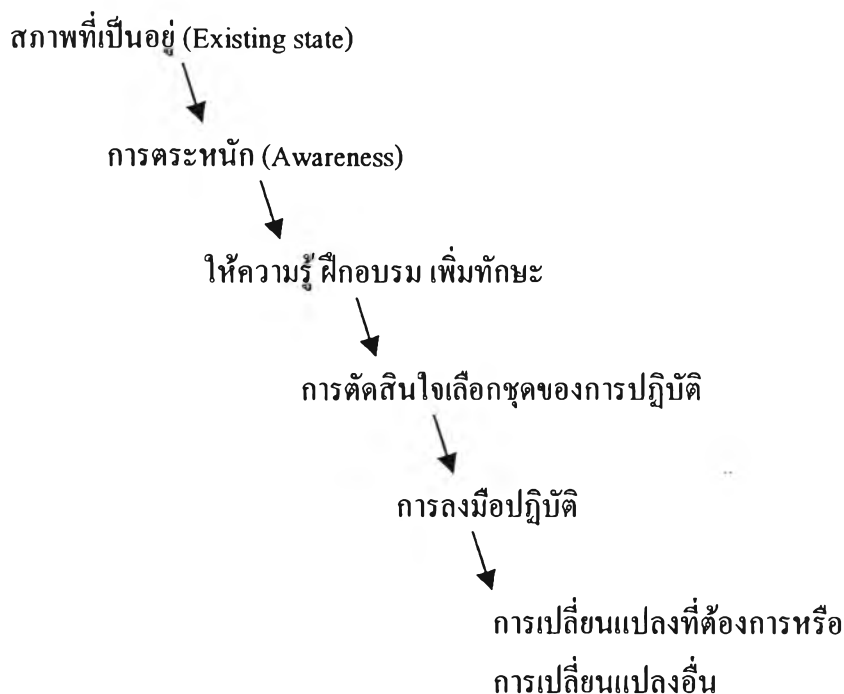 สภาพที่เป็นอยู่ (Existing state)
การตระหนัก (Awareness)
ให้ความรู้ ฝึกอบรม เพิ่มทักษะ
การตัดสินใจเลือกชุดของการปฏิบัติ
การลงมือปฏิบัติ
การเปลี่ยนแปลงที่ต้องการหรือ
การเปลี่ยนแปลงอื่น